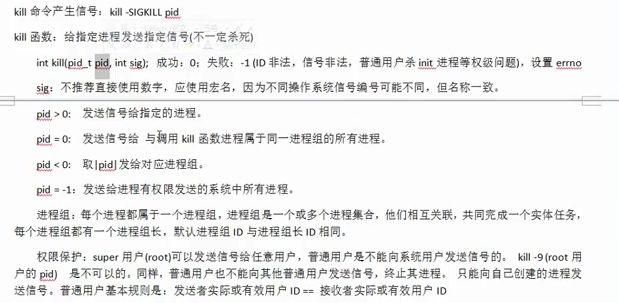 kill 命令产生信号：kill -SIGKILL pid
kill 函数：给指定进程发送指定信号(不一定杀死)
int kill(pid_t pid, int sig); 成功：0；失败：-1 (ID 非法，信号非法，普通用户杀 init 进程等权级问题)，设置 errno
sig：不推荐直接使用数字，应使用宏名，因为不同操作系统信号编号可能不同，但名称一致。
pid > 0: 发送信号给指定的进程。
pid = 0: 发送信号给 与调用 kill 函数进程属于同一进程组的所有进程。
pid < 0: 取|pid|发给对应进程组。
pid = -1：发送给进程有权限发送的系统中所有进程。
进程组：每个进程都属于一个进程组，进程组是一个或多个进程集合，他们相互关联，共同完成一个实体任务，
每个进程组都有一个进程组长，默认进程组 ID 与进程组长 ID 相同。
权限保护：super 用户(root)可以发送信号给任意用户，普通用户是不能向系统用户发送信号的。 kill -9 (root 用
户的 pid) 是不可以的。同样，普通用户也不能向其他普通用户发送信号，终止其进程。 只能向自己创建的进程发
送信号。普通用户基本规则是：发送者实际或有效用户 ID == 接收者实际或有效用户 ID